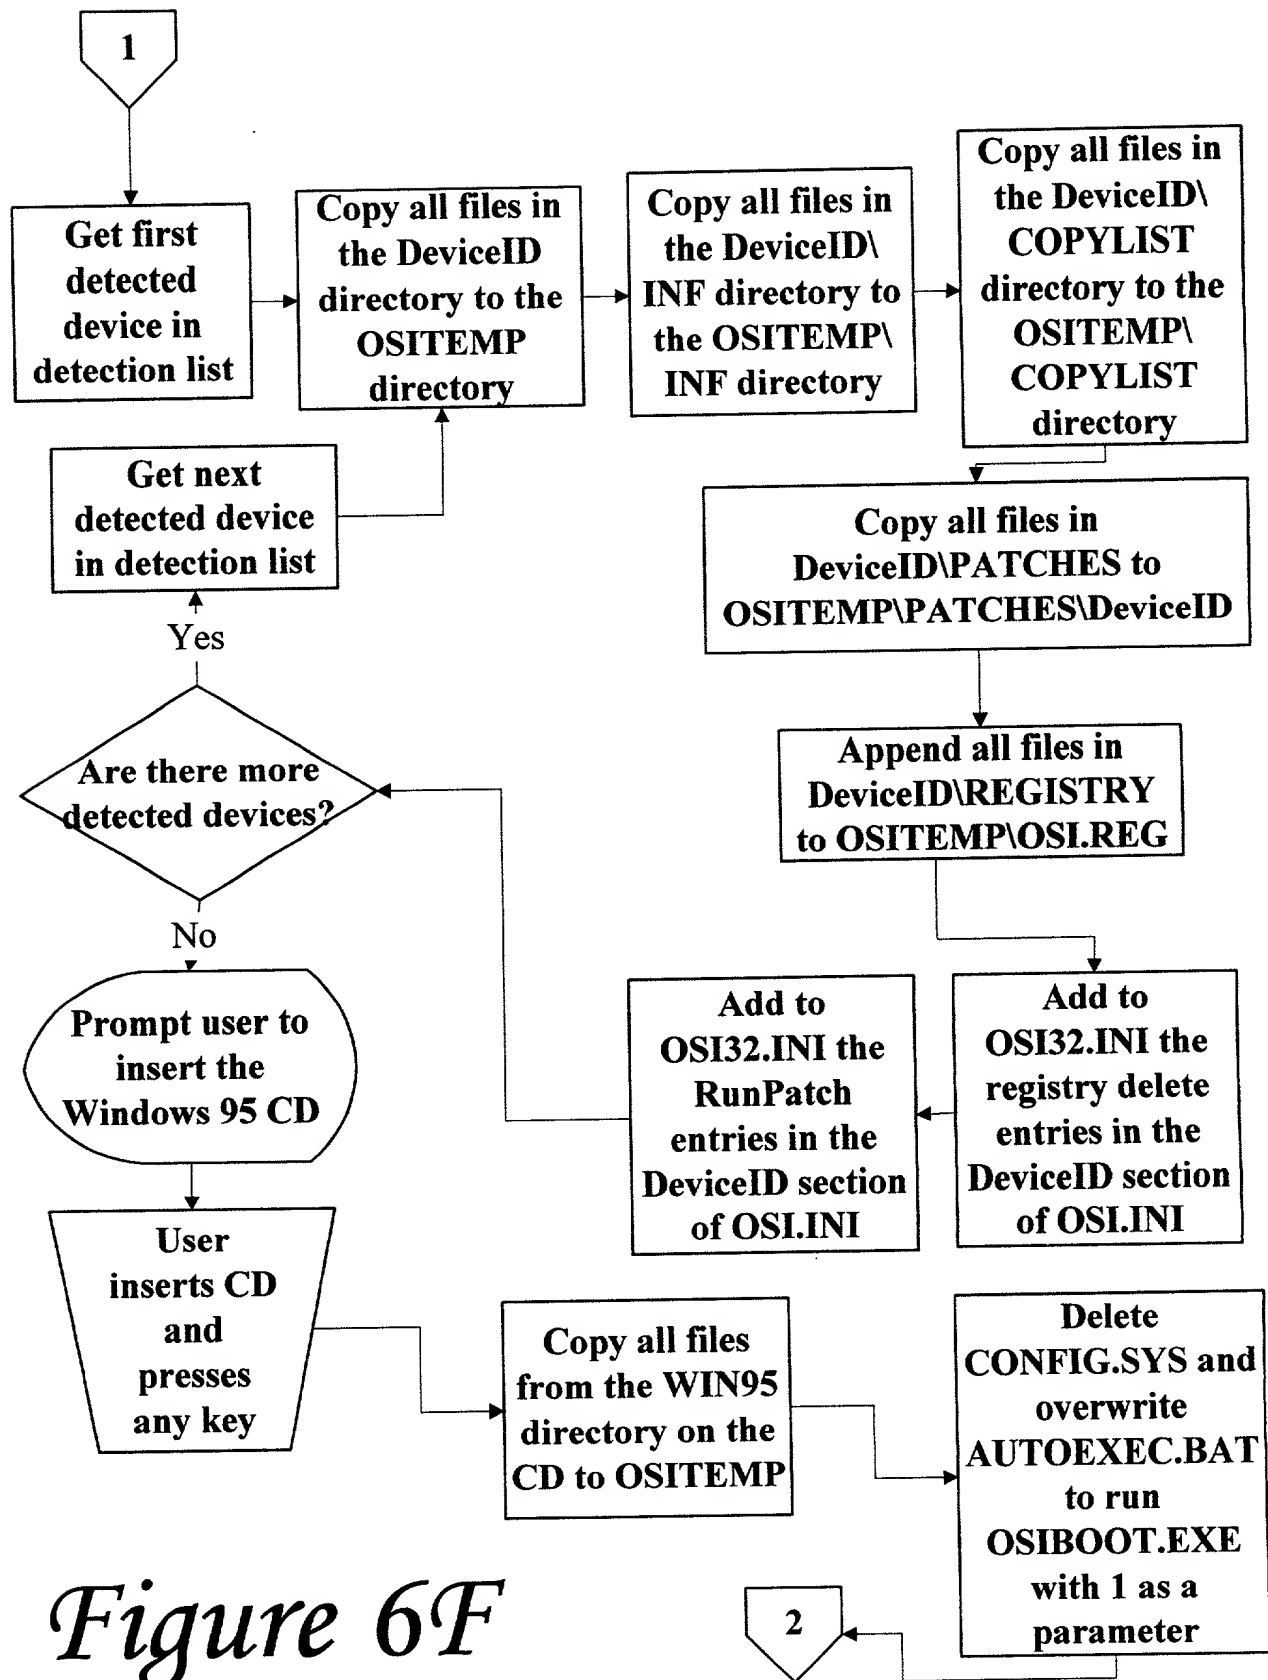 1
Get first
detected
device in
detection list
Copy all files in
the DeviceID
directory to the
OSITEMP
directory
Copy all files in
the DeviceID\
INF directory to
the OSITEMP\
INF directory
Copy all files in
the DeviceID\
COPYLIST
directory to the
OSITEMP\
COPYLIST
directory
Copy all files in
DeviceID\PATCHES to
OSITEMP\PATCHES\DeviceID
Append all files in
DeviceID\REGISTRY
to OSITEMP\OSI.REG
Add to
OSI32.INI the
registry delete
entries in the
DeviceID section
of OSI.INI
Add to
OSI32.INI the
RunPatch
entries in the
DeviceID section
of OSI.INI
Are there more
detected devices?
Yes
Get next
detected device
in detection list
No
Prompt user to
insert the
Windows 95 CD
User
inserts CD
and
presses
any key
Copy all files
from the WIN95
directory on the
CD to OSITEMP
Delete
CONFIG.SYS and
overwrite
AUTOEXEC.BAT
to run
OSIBOOT.EXE
with 1 as a
parameter
2
Figure 6F